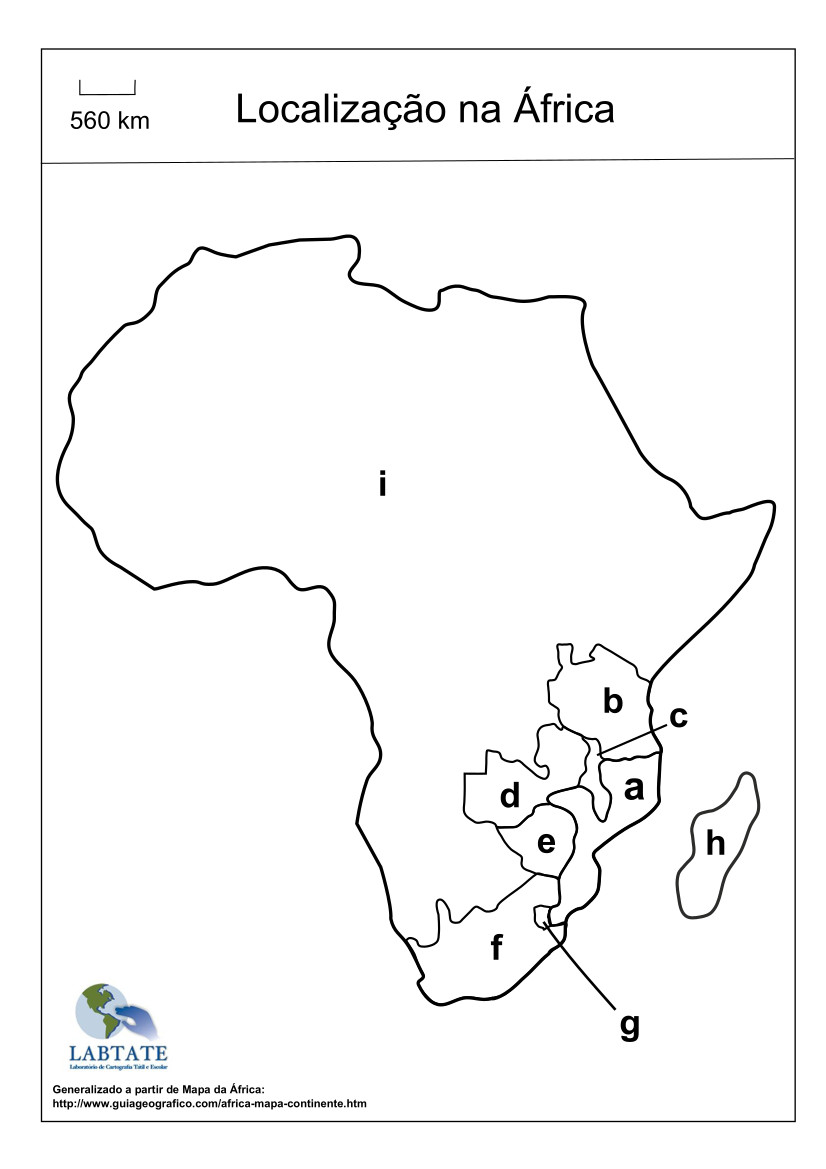 560 km
Localização na África
i
b
c
a
d
h
e
f
g
LABTATE
Laboratório de Cartografia Tátil e Escolar
Generalizado a partir de Mapa da África:
http://www.guiageografico.com/africa-mapa-continente.htm